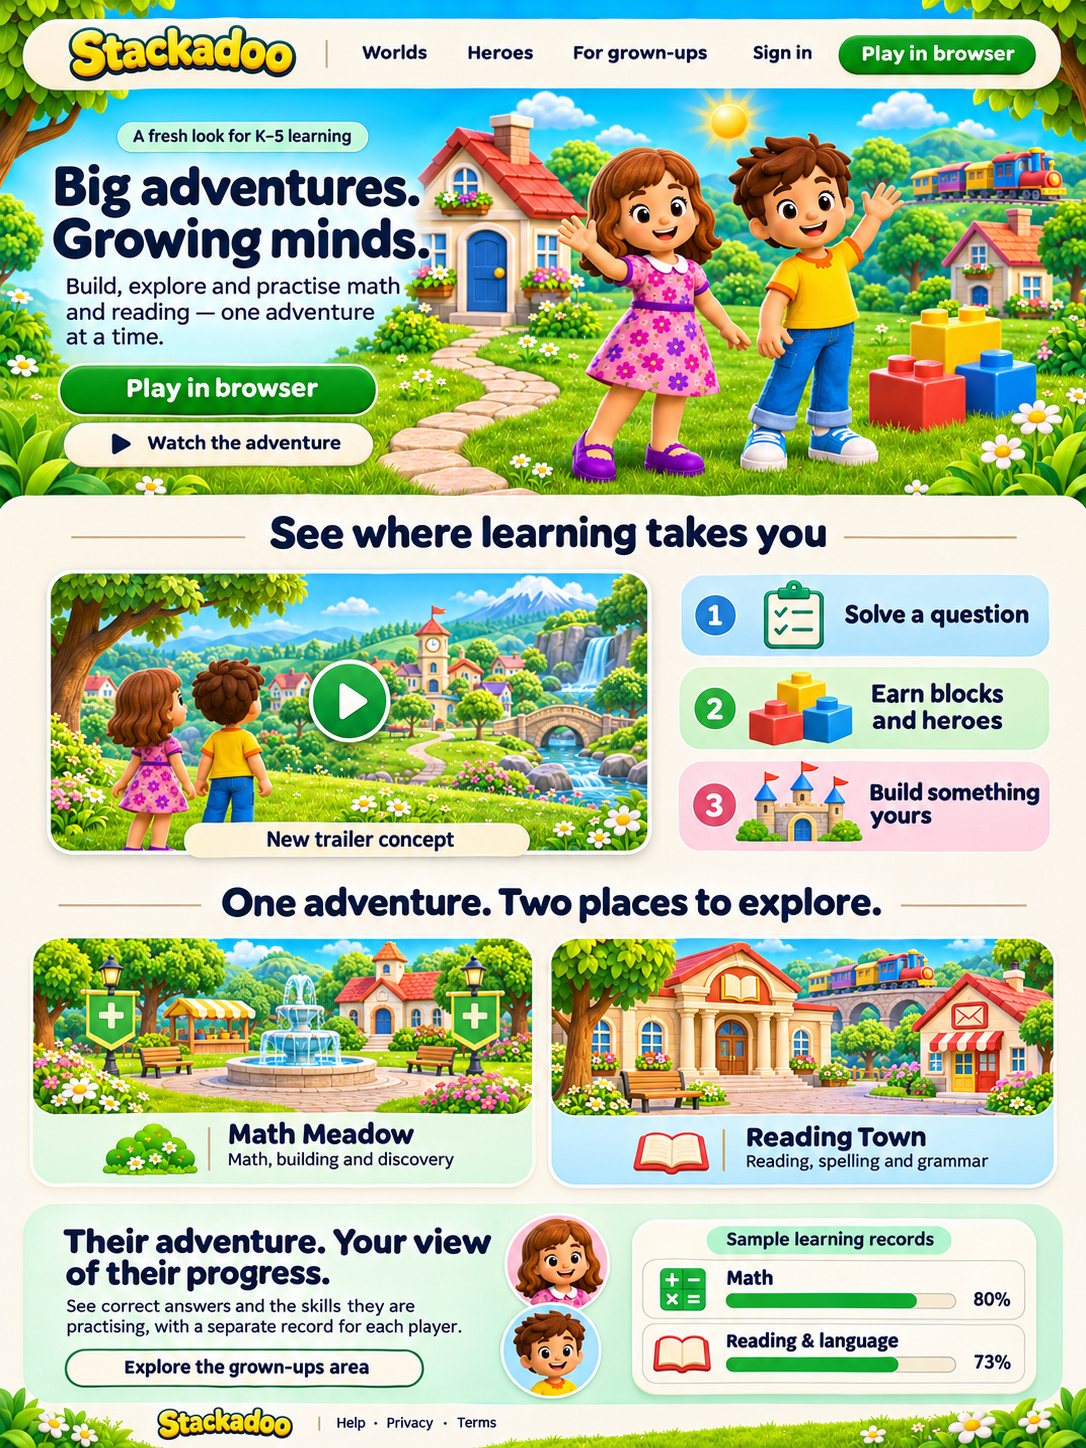 Stackadoo
Worlds
Heroes
For grown-ups
Sign in
Play in browser
A fresh look for K–5 learning
Big adventures.
Growing minds.
Build, explore and practise math
and reading — one adventure
at a time.
Play in browser
Watch the adventure
See where learning takes you
New trailer concept
1
Solve a question
2
Earn blocks
and heroes
3
Build something
yours
One adventure. Two places to explore.
Math Meadow
Math, building and discovery
Reading Town
Reading, spelling and grammar
Their adventure. Your view
of their progress.
See correct answers and the skills they are
practising, with a separate record for each player.
Explore the grown-ups area
Sample learning records
Math
80%
Reading & language
73%
Stackadoo
Help · Privacy · Terms